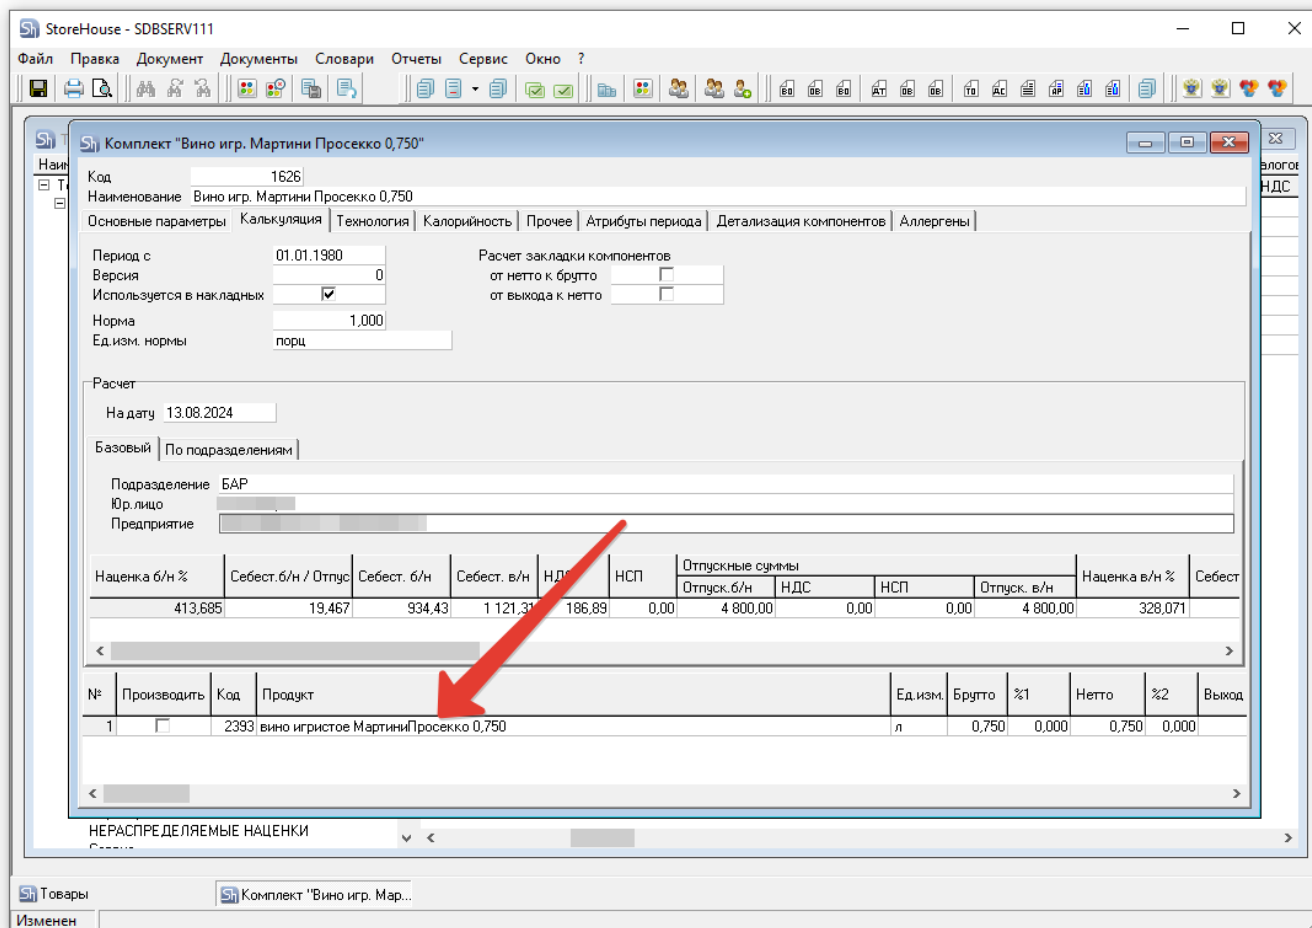 StoreHouse - SDBSERV111
Файл Правка Документ Документы Словари Отчеты Сервис Окно ?
Комплект "Вино игр. Мартини Просекко 0,750"
Код 1626
Наименование Вино игр. Мартини Просекко 0,750
НДС
Основные параметры Калькуляция Технология Калорийность Прочее Атрибуты периода Детализация компонентов Аллергены
Период с 01.01.1980 Расчет закладки компонентов
Версия 0 от нетто к брутто
Используется в накладных от выхода к нетто
Норма 1,000
Ед.изм. нормы порц
Расчет
На дату 13.08.2024
Базовый По подразделениям
Подразделение БАР
Юр.лицо
Предприятие
Отпускные суммы
Наценка б/н % Себест.б/н / Отпус Себест. б/н Себест. в/н НДС НСП Отпуск.б/н НДС НСП Отпуск. в/н Наценка в/н % Себест
413,685 19,467 934,43 1 121,31 186,89 0,00 4 800,00 0,00 0,00 4 800,00 328,071
№ Производить Код Продукт Ед.изм. Брутто %1 Нетто %2 Выход
1 2393 вино игристое МартиниПросекко 0,750 л 0,750 0,000 0,750 0,000
НЕРАСПРЕДЕЛЯЕМЫЕ НАЦЕНКИ
Товары Комплект "Вино игр. Мар...
Изменен